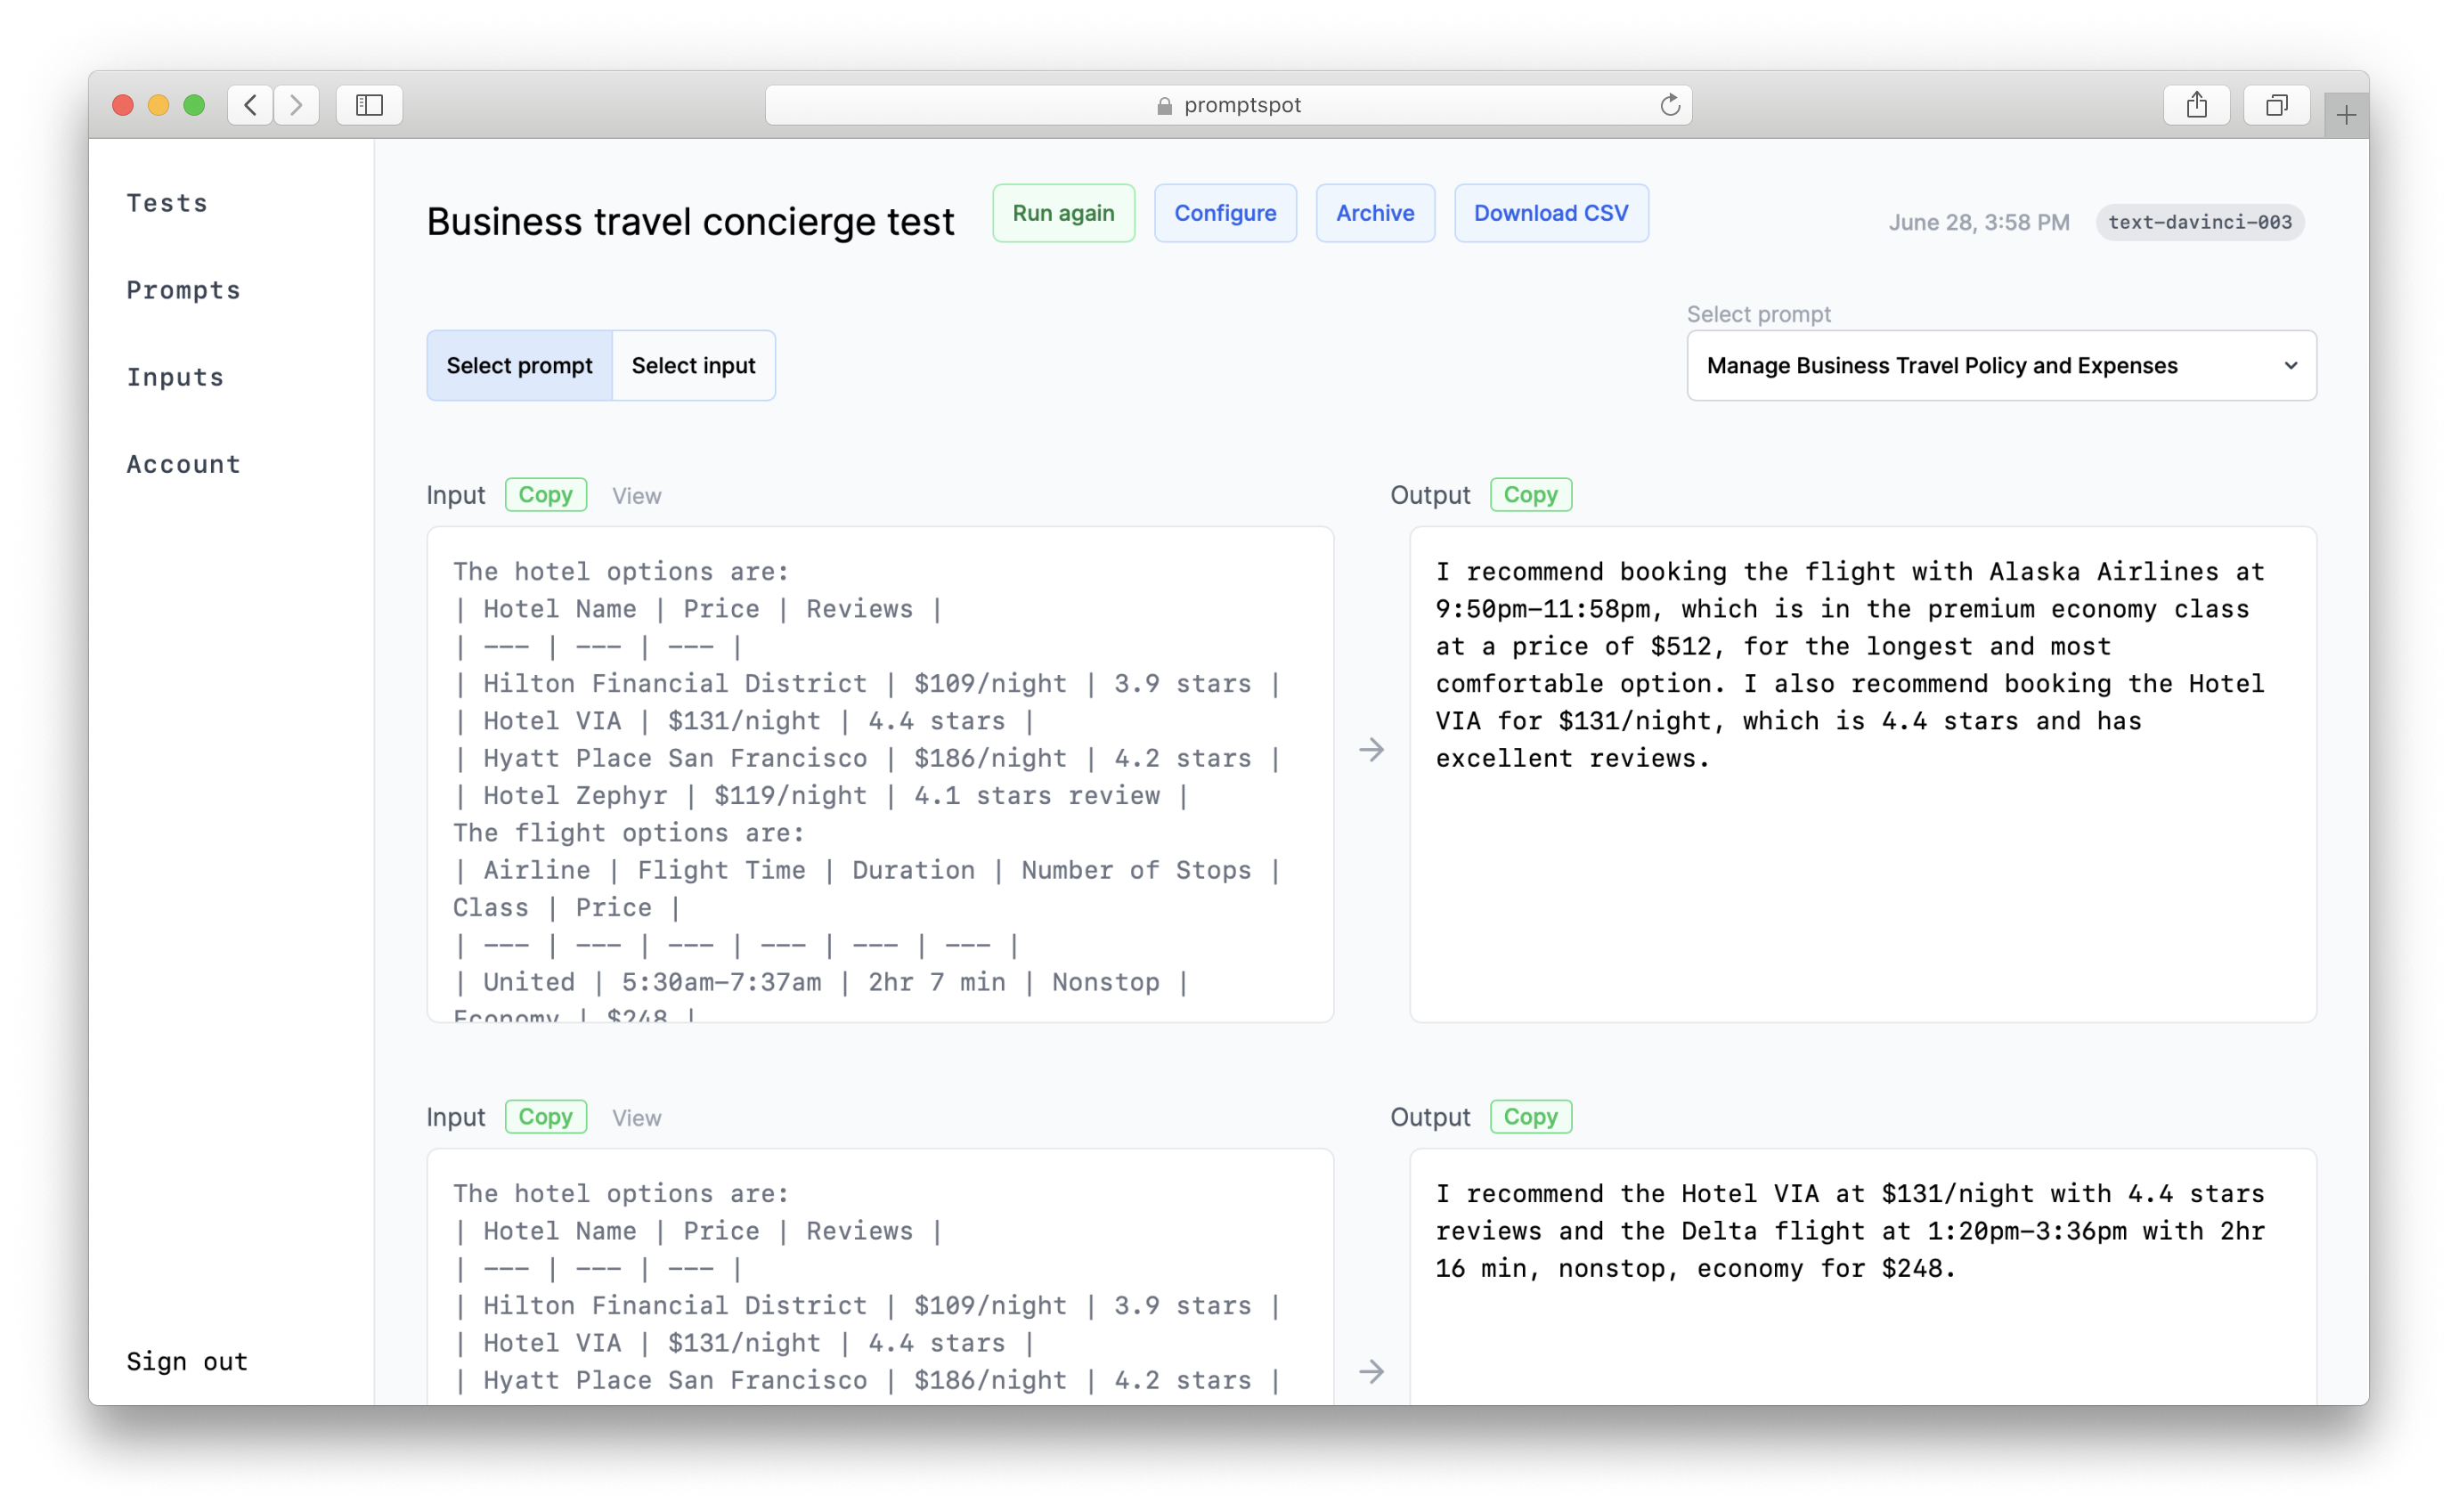 promptspot
Tests
Prompts
Inputs
Account
Sign out
Business travel concierge test
Run again
Configure
Archive
Download CSV
June 28, 3:58 PM
text-davinci-003
Select prompt
Select input
Select prompt
Manage Business Travel Policy and Expenses
Input
Copy
View
The hotel options are:
| Hotel Name | Price | Reviews |
| --- | --- | --- |
| Hilton Financial District | $109/night | 3.9 stars |
| Hotel VIA | $131/night | 4.4 stars |
| Hyatt Place San Francisco | $186/night | 4.2 stars |
| Hotel Zephyr | $119/night | 4.1 stars review |
The flight options are:
| Airline | Flight Time | Duration | Number of Stops |
Class | Price |
| --- | --- | --- | --- | --- | --- |
| United | 5:30am-7:37am | 2hr 7 min | Nonstop |
Economy | $248 |
Output
Copy
I recommend booking the flight with Alaska Airlines at
9:50pm-11:58pm, which is in the premium economy class
at a price of $512, for the longest and most
comfortable option. I also recommend booking the Hotel
VIA for $131/night, which is 4.4 stars and has
excellent reviews.
Input
Copy
View
The hotel options are:
| Hotel Name | Price | Reviews |
| --- | --- | --- |
| Hilton Financial District | $109/night | 3.9 stars |
| Hotel VIA | $131/night | 4.4 stars |
| Hyatt Place San Francisco | $186/night | 4.2 stars |
Output
Copy
I recommend the Hotel VIA at $131/night with 4.4 stars
reviews and the Delta flight at 1:20pm-3:36pm with 2hr
16 min, nonstop, economy for $248.